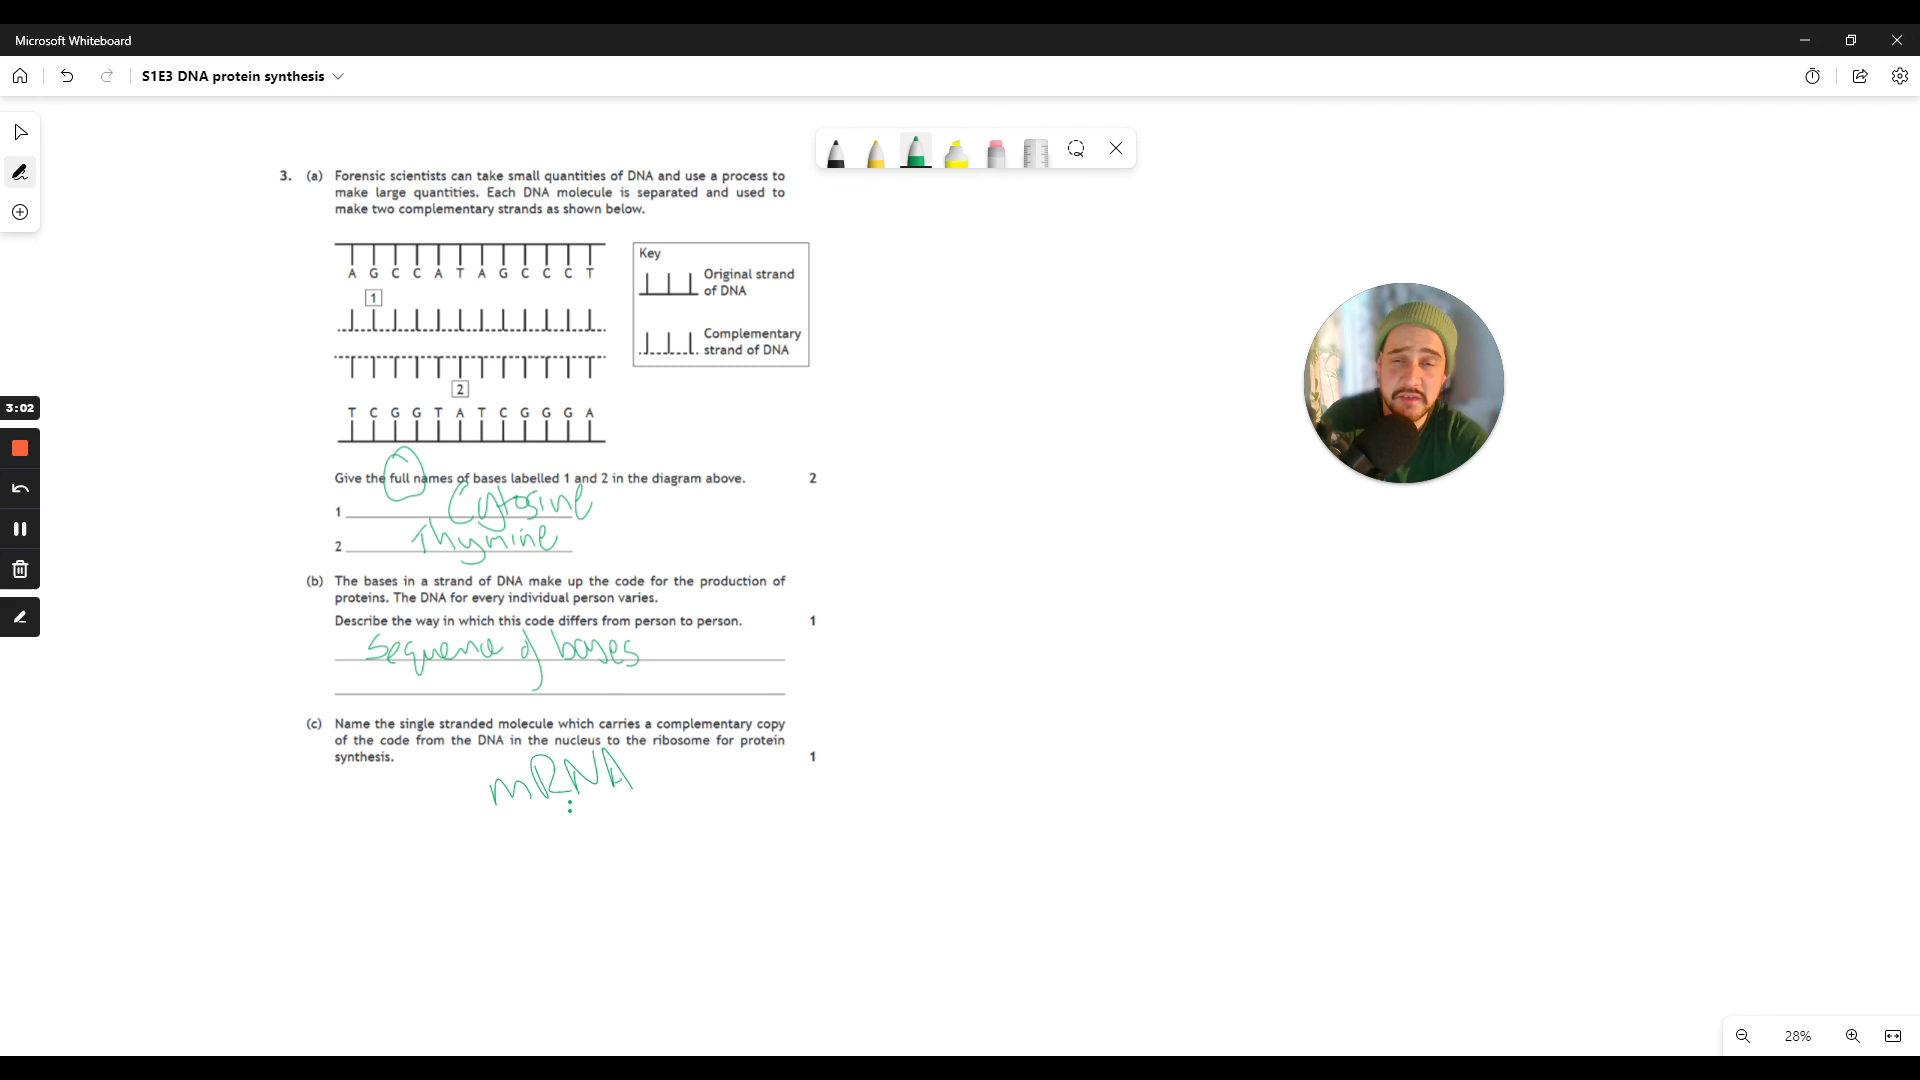 Microsoft Whiteboard
S1E3 DNA protein synthesis
3. (a) Forensic scientists can take small quantities of DNA and use a process to
make large quantities. Each DNA molecule is separated and used to
make two complementary strands as shown below.
A G C C A T A G C C C T
1
2
T C G G T A T C G G G A
Key
Original strand
of DNA
Complementary
strand of DNA
3:02
Give the full names of bases labelled 1 and 2 in the diagram above. 2
1 Cytosine
2 Thymine
(b) The bases in a strand of DNA make up the code for the production of
proteins. The DNA for every individual person varies.
Describe the way in which this code differs from person to person. 1
Sequence of bases
(c) Name the single stranded molecule which carries a complementary copy
of the code from the DNA in the nucleus to the ribosome for protein
synthesis. 1
mRNA
28%